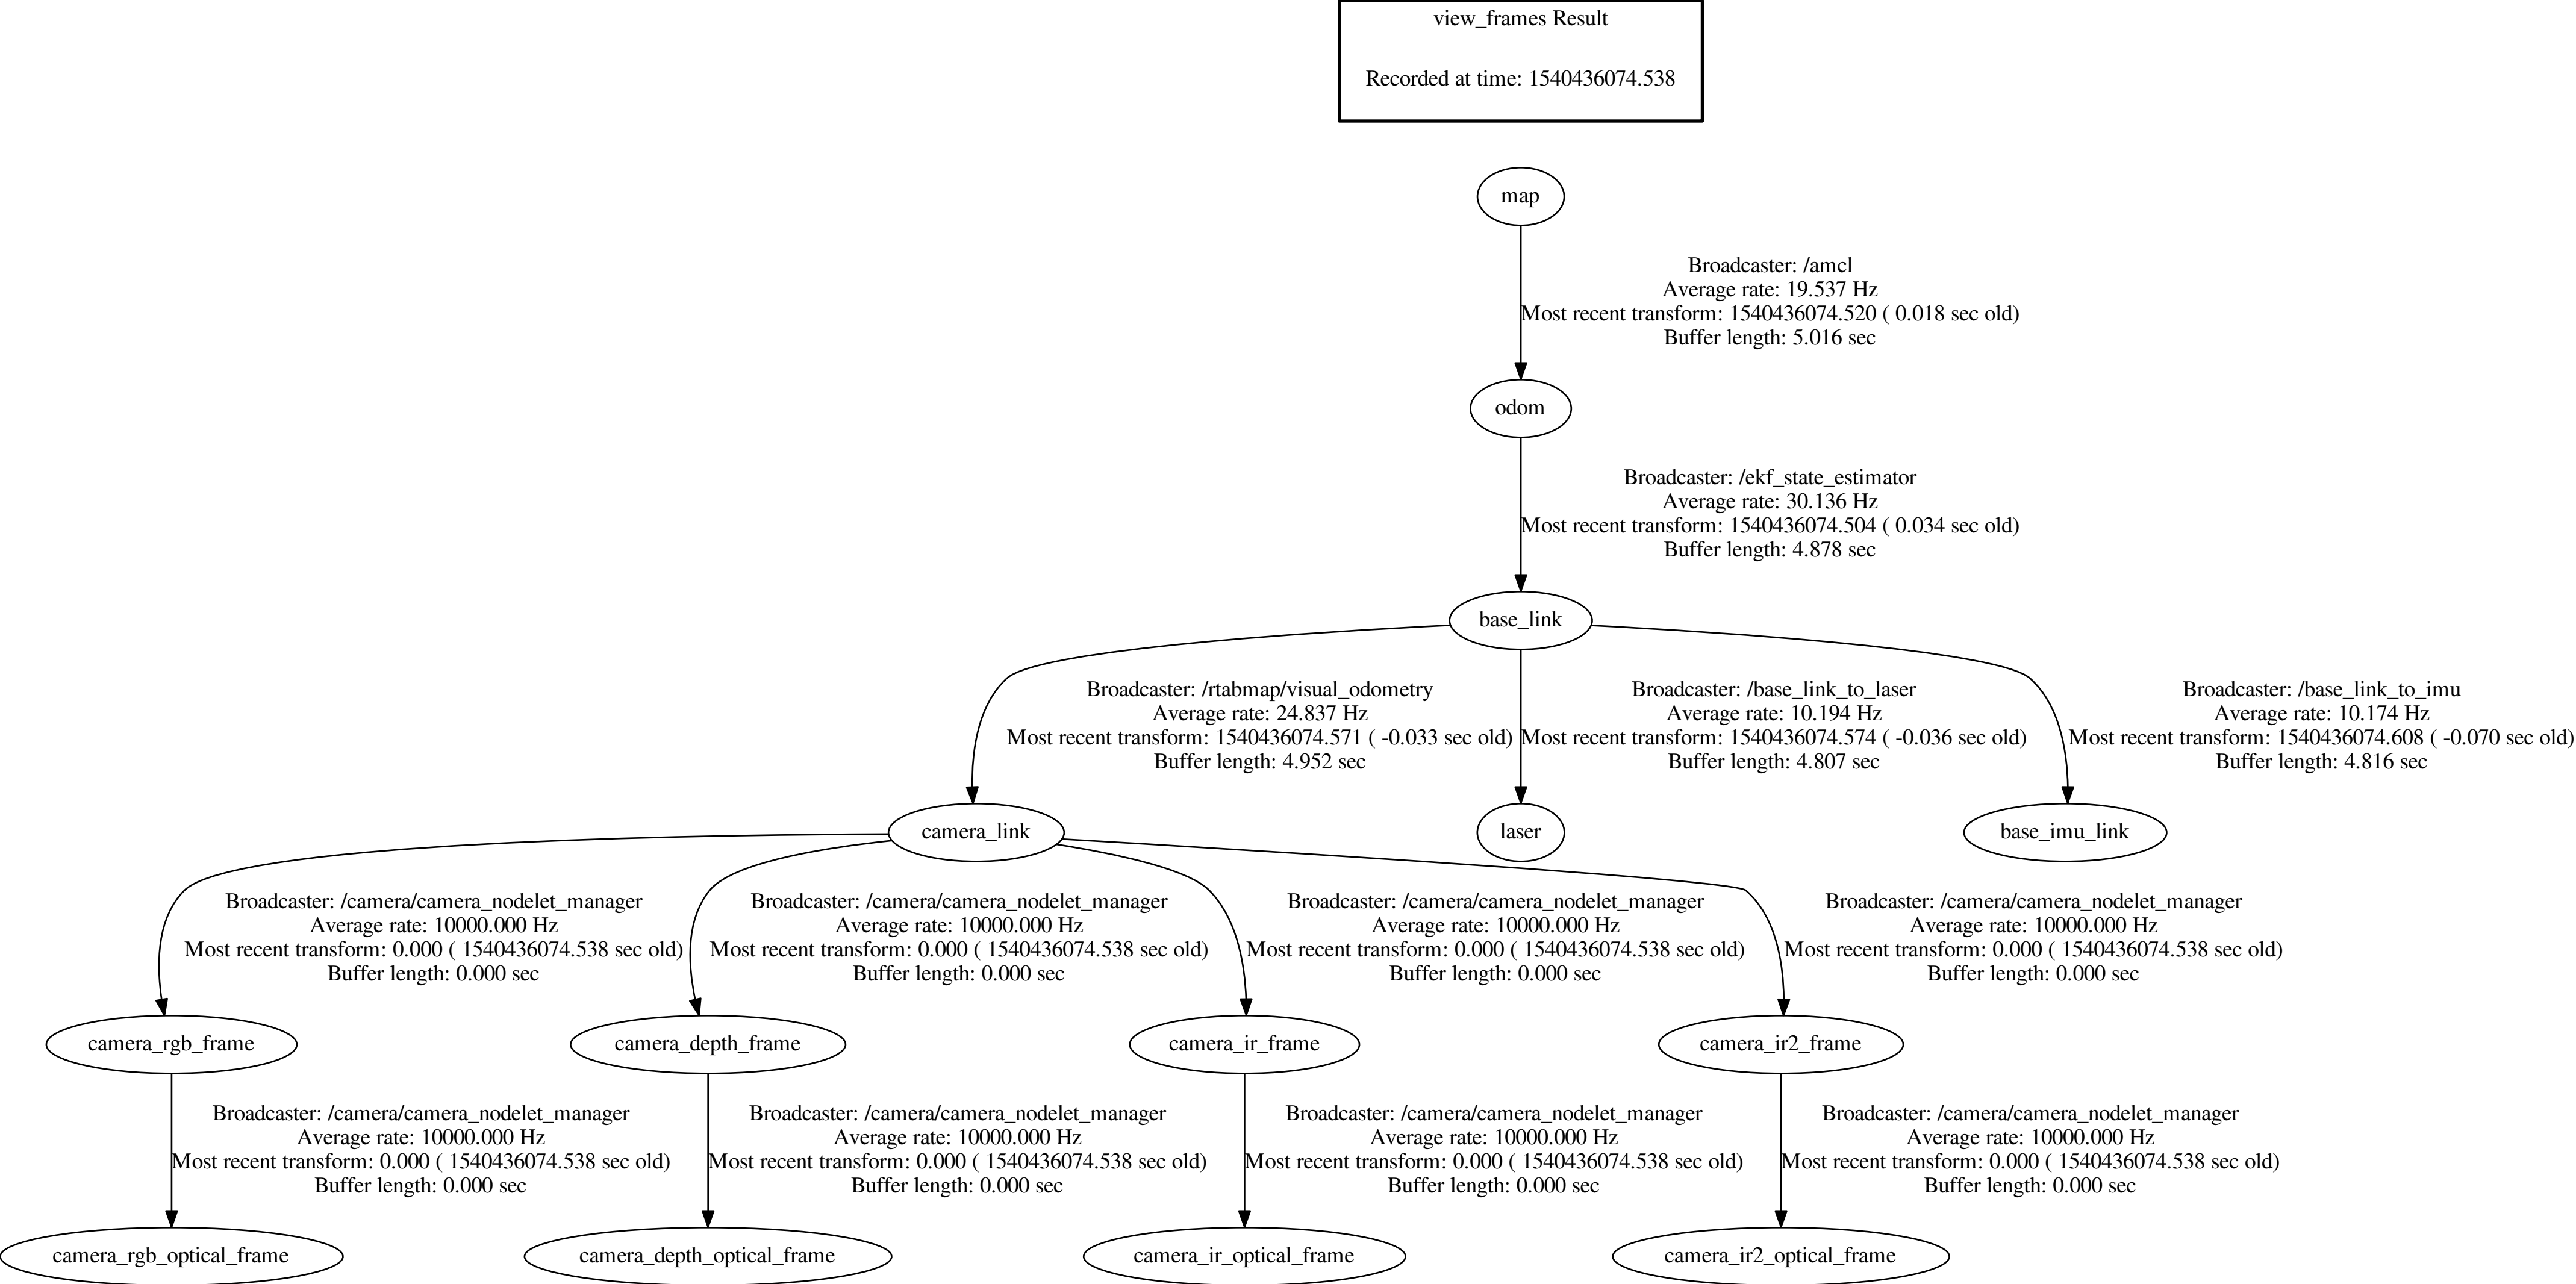 view_frames Result
Recorded at time: 1540436074.538
map
Broadcaster: /amcl
Average rate: 19.537 Hz
Most recent transform: 1540436074.520 ( 0.018 sec old)
Buffer length: 5.016 sec
odom
Broadcaster: /ekf_state_estimator
Average rate: 30.136 Hz
Most recent transform: 1540436074.504 ( 0.034 sec old)
Buffer length: 4.878 sec
base_link
Broadcaster: /rtabmap/visual_odometry
Average rate: 24.837 Hz
Most recent transform: 1540436074.571 ( -0.033 sec old)
Buffer length: 4.952 sec
Broadcaster: /base_link_to_laser
Average rate: 10.194 Hz
Most recent transform: 1540436074.574 ( -0.036 sec old)
Buffer length: 4.807 sec
Broadcaster: /base_link_to_imu
Average rate: 10.174 Hz
Most recent transform: 1540436074.608 ( -0.070 sec old)
Buffer length: 4.816 sec
camera_link
laser
base_imu_link
Broadcaster: /camera/camera_nodelet_manager
Average rate: 10000.000 Hz
Most recent transform: 0.000 ( 1540436074.538 sec old)
Buffer length: 0.000 sec
Broadcaster: /camera/camera_nodelet_manager
Average rate: 10000.000 Hz
Most recent transform: 0.000 ( 1540436074.538 sec old)
Buffer length: 0.000 sec
Broadcaster: /camera/camera_nodelet_manager
Average rate: 10000.000 Hz
Most recent transform: 0.000 ( 1540436074.538 sec old)
Buffer length: 0.000 sec
Broadcaster: /camera/camera_nodelet_manager
Average rate: 10000.000 Hz
Most recent transform: 0.000 ( 1540436074.538 sec old)
Buffer length: 0.000 sec
camera_rgb_frame
camera_depth_frame
camera_ir_frame
camera_ir2_frame
Broadcaster: /camera/camera_nodelet_manager
Average rate: 10000.000 Hz
Most recent transform: 0.000 ( 1540436074.538 sec old)
Buffer length: 0.000 sec
Broadcaster: /camera/camera_nodelet_manager
Average rate: 10000.000 Hz
Most recent transform: 0.000 ( 1540436074.538 sec old)
Buffer length: 0.000 sec
Broadcaster: /camera/camera_nodelet_manager
Average rate: 10000.000 Hz
Most recent transform: 0.000 ( 1540436074.538 sec old)
Buffer length: 0.000 sec
Broadcaster: /camera/camera_nodelet_manager
Average rate: 10000.000 Hz
Most recent transform: 0.000 ( 1540436074.538 sec old)
Buffer length: 0.000 sec
camera_rgb_optical_frame
camera_depth_optical_frame
camera_ir_optical_frame
camera_ir2_optical_frame